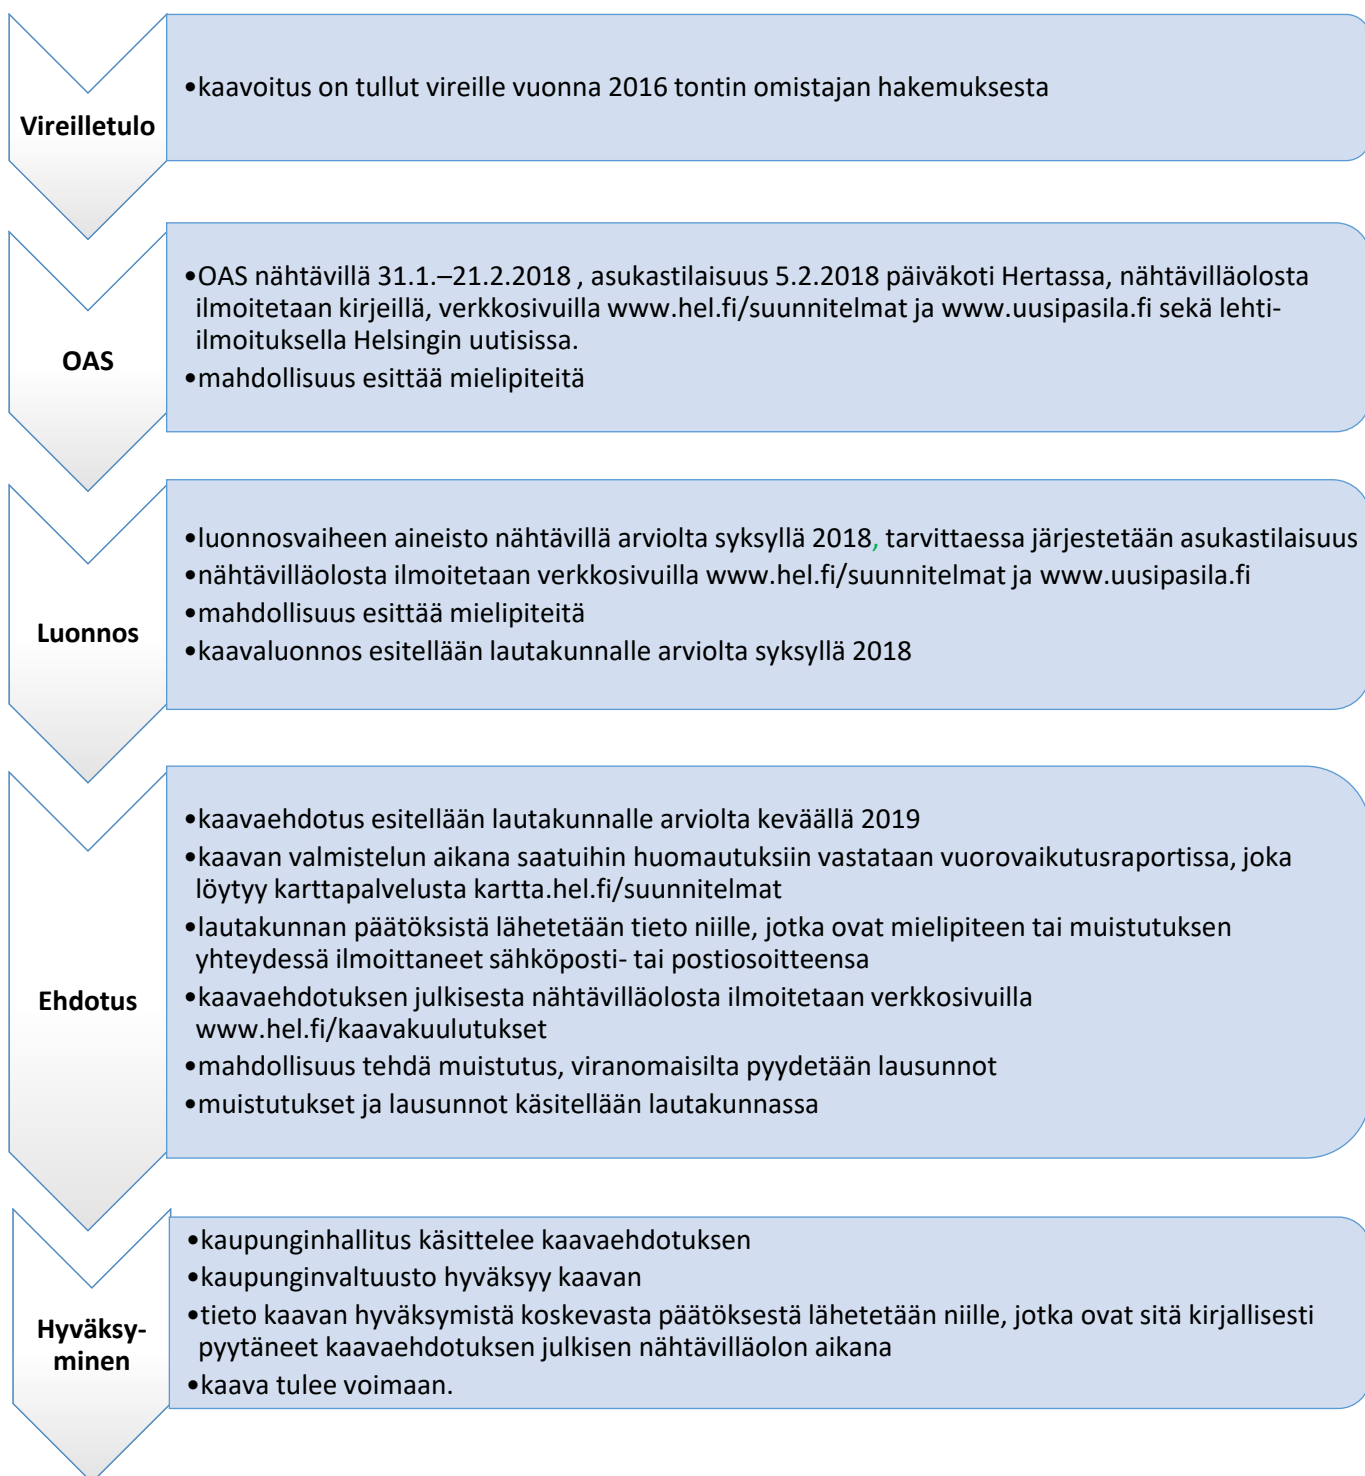 Vireilletulo
•kaavoitus on tullut vireille vuonna 2016 tontin omistajan hakemuksesta
OAS
•OAS nähtävillä 31.1.–21.2.2018 , asukastilaisuus 5.2.2018 päiväkoti Hertassa, nähtävilläolosta
ilmoitetaan kirjeillä, verkkosivuilla www.hel.fi/suunnitelmat ja www.uusipasila.fi sekä lehti-
ilmoituksella Helsingin uutisissa.
•mahdollisuus esittää mielipiteitä
Luonnos
•luonnosvaiheen aineisto nähtävillä arviolta syksyllä 2018, tarvittaessa järjestetään asukastilaisuus
•nähtävilläolosta ilmoitetaan verkkosivuilla www.hel.fi/suunnitelmat ja www.uusipasila.fi
•mahdollisuus esittää mielipiteitä
•kaavaluonnos esitellään lautakunnalle arviolta syksyllä 2018
Ehdotus
•kaavaehdotus esitellään lautakunnalle arviolta keväällä 2019
•kaavan valmistelun aikana saatuihin huomautuksiin vastataan vuorovaikutusraportissa, joka
löytyy karttapalvelusta kartta.hel.fi/suunnitelmat
•lautakunnan päätöksistä lähetetään tieto niille, jotka ovat mielipiteen tai muistutuksen
yhteydessä ilmoittaneet sähköposti- tai postiosoitteensa
•kaavaehdotuksen julkisesta nähtävilläolosta ilmoitetaan verkkosivuilla
www.hel.fi/kaavakuulutukset
•mahdollisuus tehdä muistutus, viranomaisilta pyydetään lausunnot
•muistutukset ja lausunnot käsitellään lautakunnassa
Hyväksy-
minen
•kaupunginhallitus käsittelee kaavaehdotuksen
•kaupunginvaltuusto hyväksyy kaavan
•tieto kaavan hyväksymistä koskevasta päätöksestä lähetetään niille, jotka ovat sitä kirjallisesti
pyytäneet kaavaehdotuksen julkisen nähtävilläolon aikana
•kaava tulee voimaan.